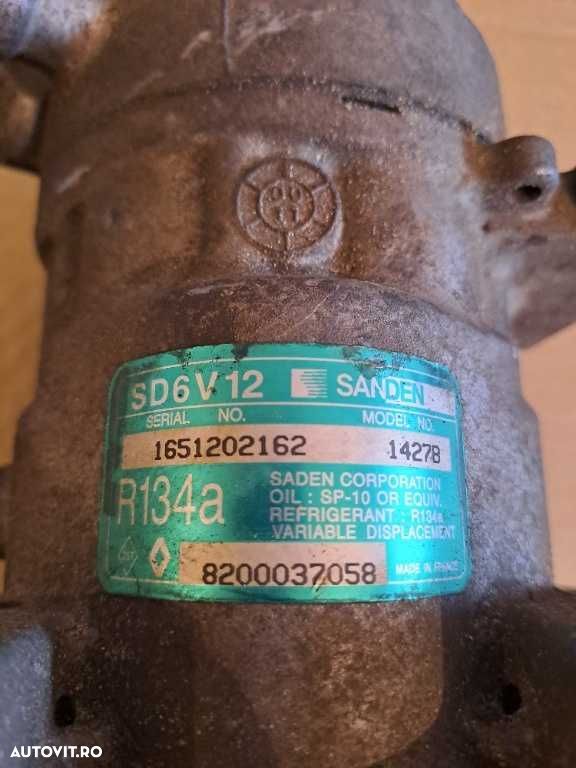 SD6V12 SANDEN
SERIAL NO. MODEL NO.
1651202162 1427B
R134a
SADEN CORPORATION
OIL : SP-10 OR EQUIV.
REFRIGERANT : R134a
VARIABLE DISPLACEMENT
8200037058
MADE IN FRANCE
AUTOVIT.RO